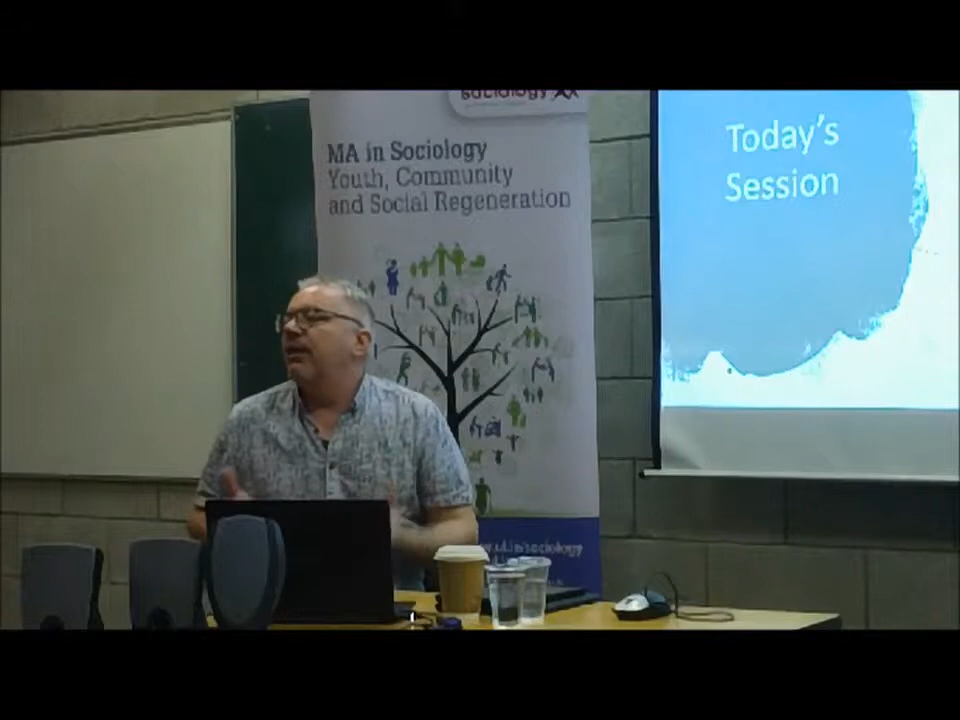 sociology
MA in Sociology
Youth, Community
and Social Regeneration
Today's
Session